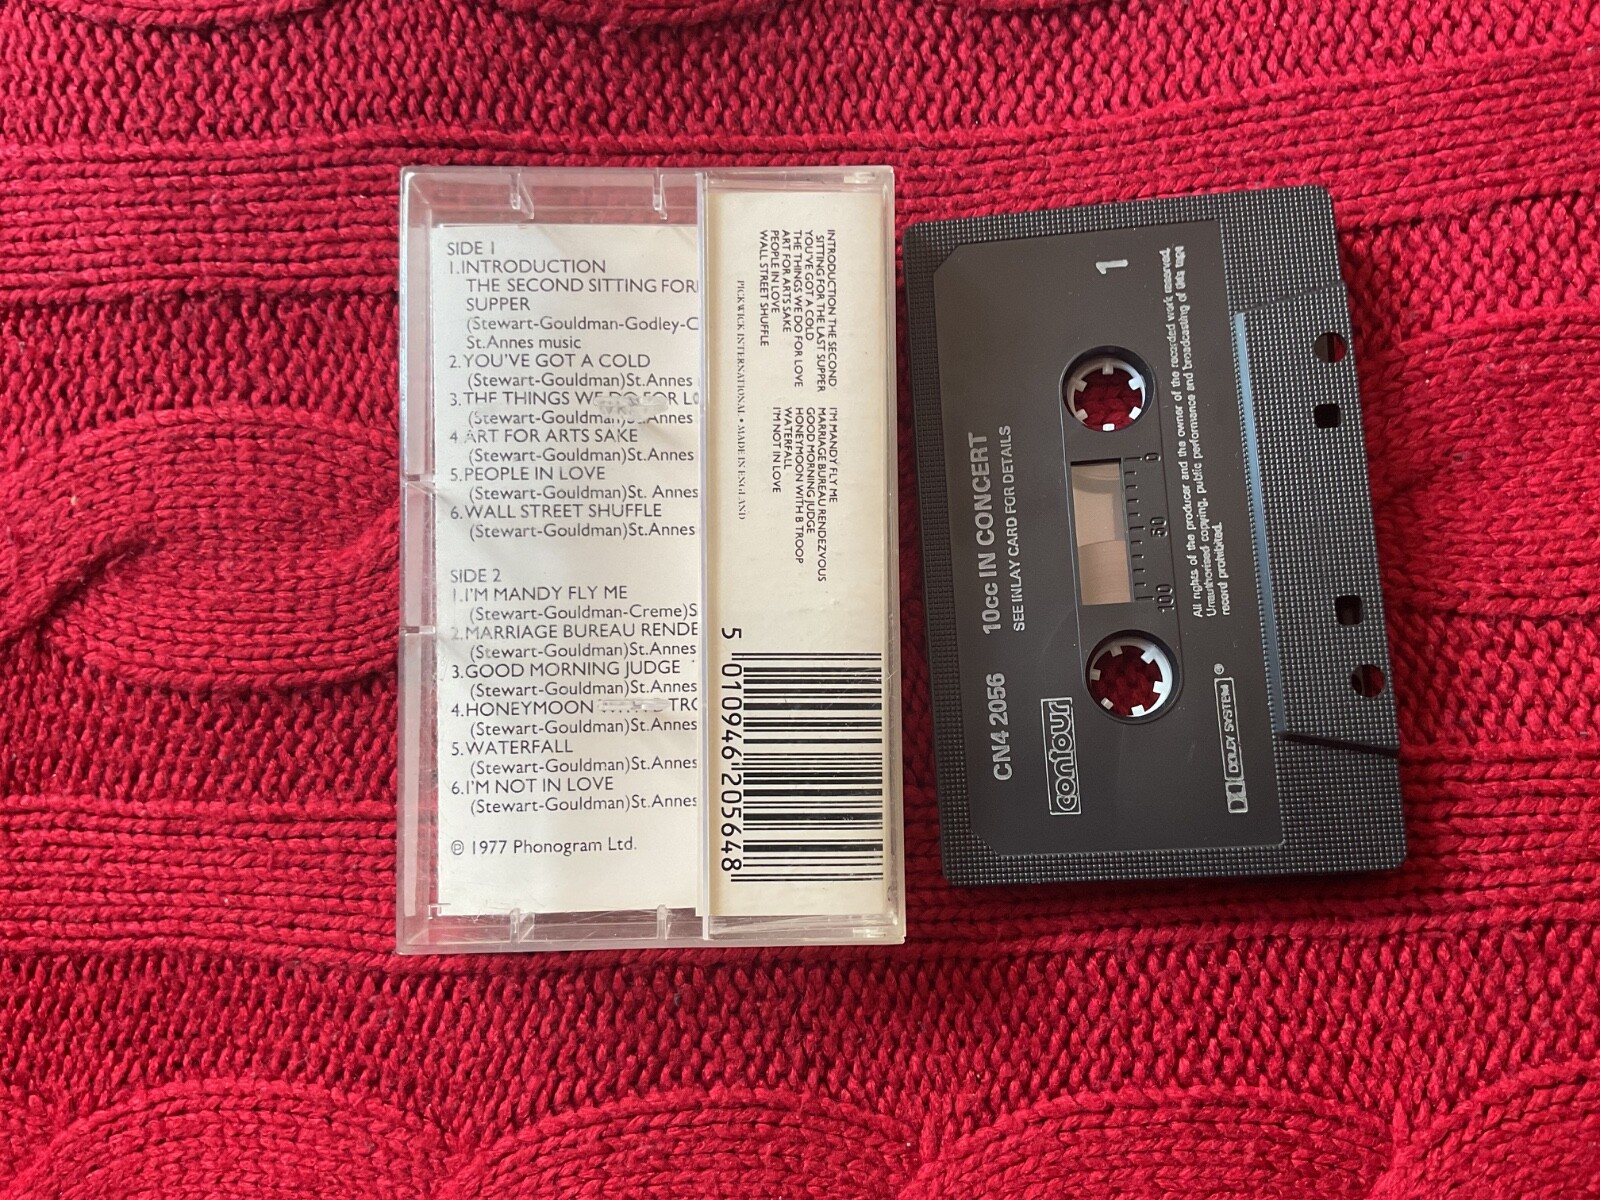 SIDE 1
1.INTRODUCTION
THE SECOND SITTING FOR
SUPPER
(Stewart-Gouldman-Godley-C
St.Annes music
2.YOU'VE GOT A COLD
(Stewart-Gouldman)St.Annes
3.THE THINGS WE DO FOR LO
(Stewart-Gouldman)St.Annes
4 ART FOR ARTS SAKE
(Stewart-Gouldman)St.Annes
5.PEOPLE IN LOVE
(Stewart-Gouldman)St. Annes
6.WALL STREET SHUFFLE
(Stewart-Gouldman)St.Annes
SIDE 2
1.I'M MANDY FLY ME
(Stewart-Gouldman-Creme)S
2.MARRIAGE BUREAU RENDE
(Stewart-Gouldman)St.Annes
3.GOOD MORNING JUDGE
(Stewart-Gouldman)St.Annes
4.HONEYMOON TRO
(Stewart-Gouldman)St.Annes
5.WATERFALL
(Stewart-Gouldman)St.Annes
6.I'M NOT IN LOVE
(Stewart-Gouldman)St.Annes
℗ 1977 Phonogram Ltd.
INTRODUCTION THE SECOND
SITTING FOR THE LAST SUPPER
YOU'VE GOT A COLD
THE THINGS WE DO FOR LOVE
ART FOR ARTS SAKE
PEOPLE IN LOVE
WALL STREET SHUFFLE
I'M MANDY FLY ME
MARRIAGE BUREAU RENDEZVOUS
GOOD MORNING JUDGE
HONEYMOON WITH B TROOP
WATERFALL
I'M NOT IN LOVE
PICKWICK INTERNATIONAL • MADE IN ENGLAND
5 010946 205648
CN4 2056 10cc IN CONCERT
SEE INLAY CARD FOR DETAILS
contour
1
0 50 100
All rights of the producer and the owner of the recorded work reserved.
Unauthorised copying, public performance and broadcasting of this tape
record prohibited.
DOLBY SYSTEM ®